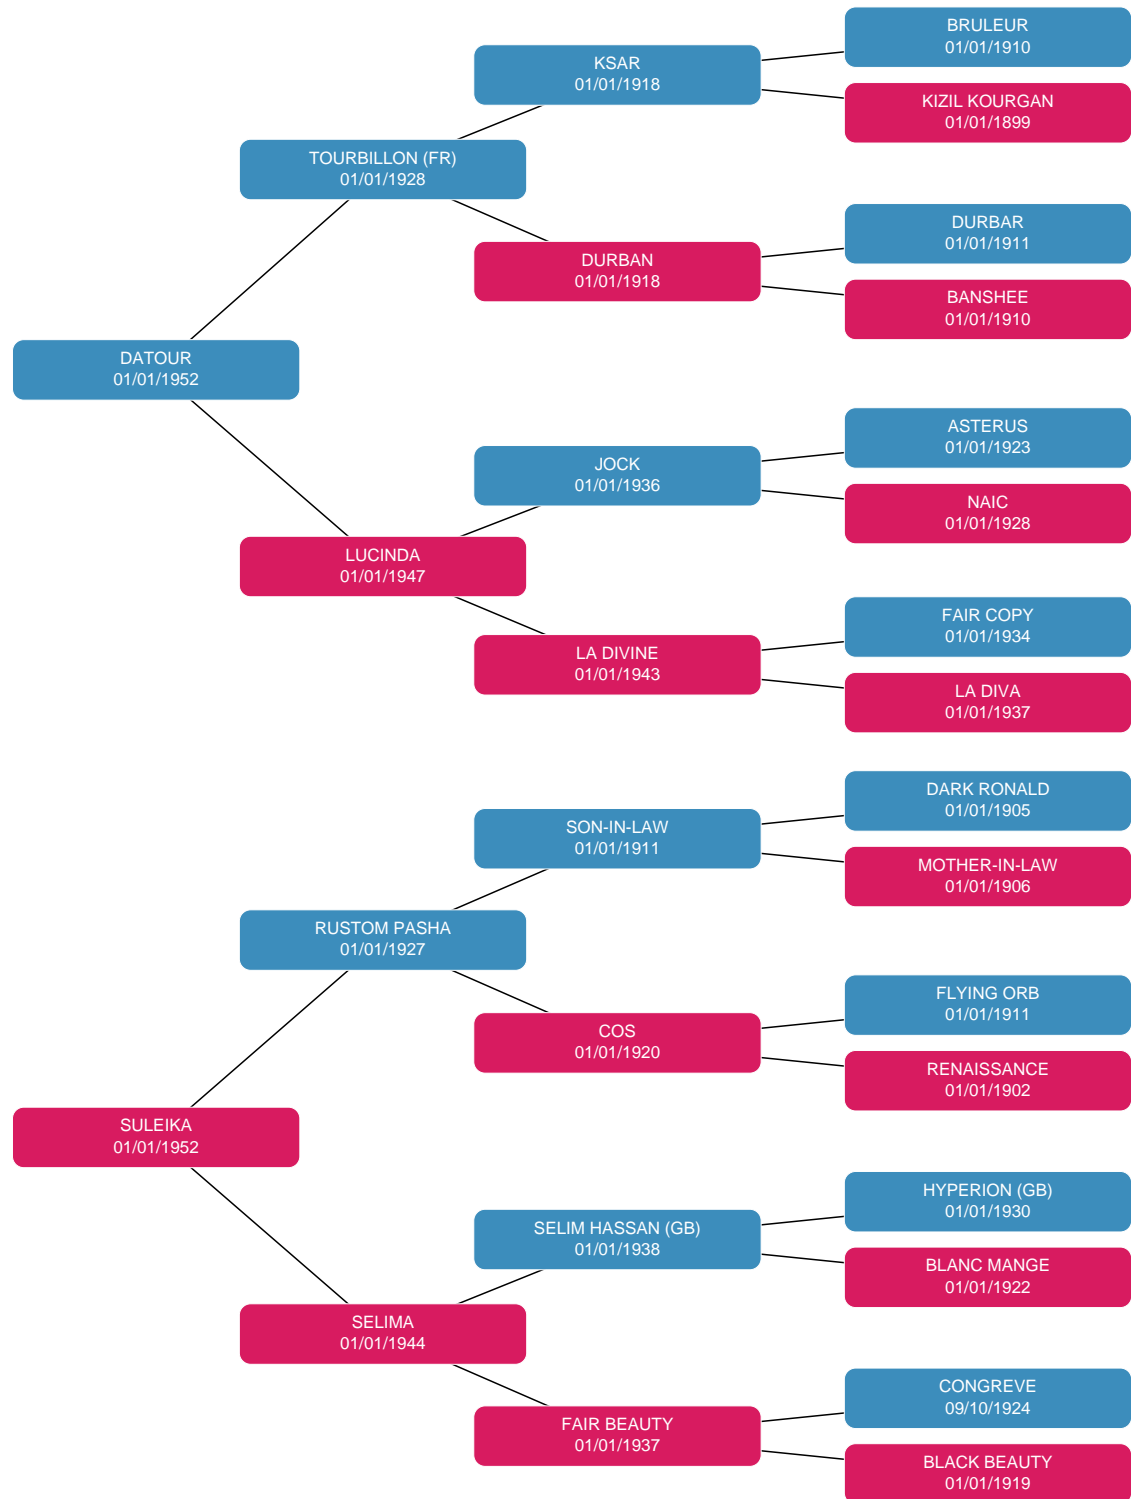 BRULEUR
01/01/1910
KSAR
01/01/1918
KIZIL KOURGAN
01/01/1899
TOURBILLON (FR)
01/01/1928
DURBAR
01/01/1911
DURBAN
01/01/1918
BANSHEE
01/01/1910
DATOUR
01/01/1952
ASTERUS
01/01/1923
JOCK
01/01/1936
NAIC
01/01/1928
LUCINDA
01/01/1947
FAIR COPY
01/01/1934
LA DIVINE
01/01/1943
LA DIVA
01/01/1937
DARK RONALD
01/01/1905
SON-IN-LAW
01/01/1911
MOTHER-IN-LAW
01/01/1906
RUSTOM PASHA
01/01/1927
FLYING ORB
01/01/1911
COS
01/01/1920
RENAISSANCE
01/01/1902
SULEIKA
01/01/1952
HYPERION (GB)
01/01/1930
SELIM HASSAN (GB)
01/01/1938
BLANC MANGE
01/01/1922
SELIMA
01/01/1944
CONGREVE
09/10/1924
FAIR BEAUTY
01/01/1937
BLACK BEAUTY
01/01/1919